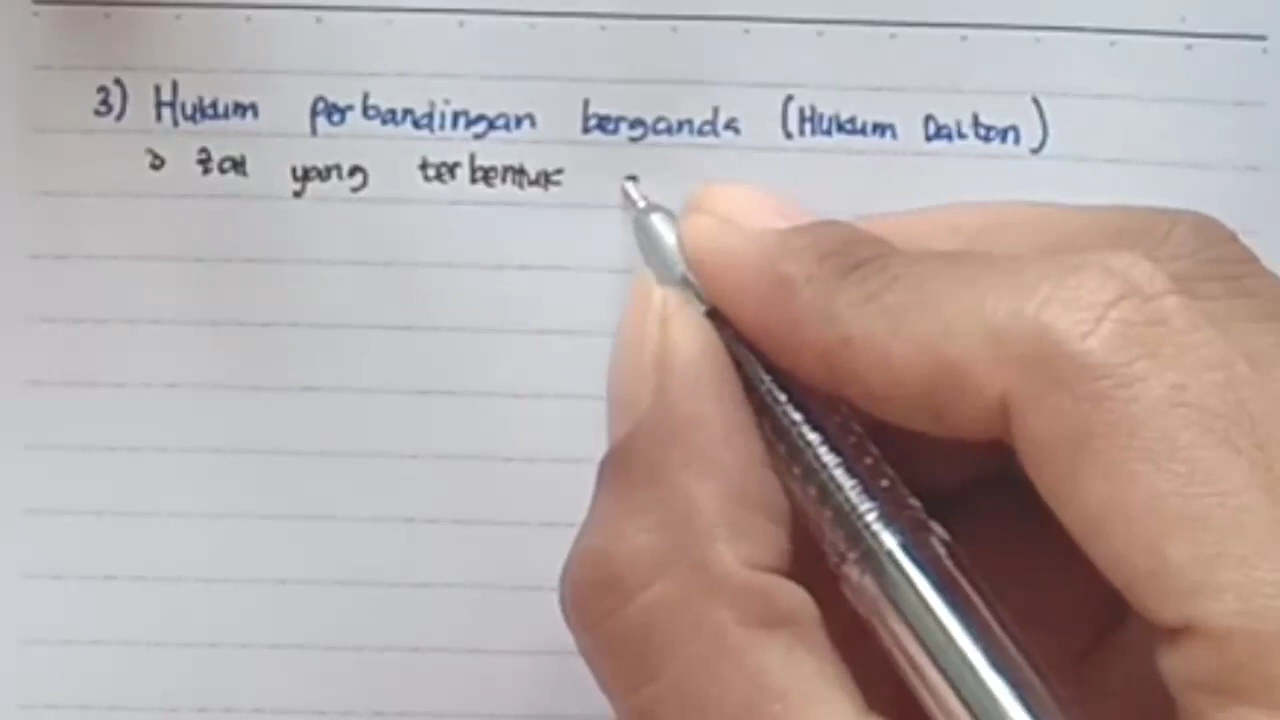 3) Hukum perbandingan berganda (Hukum Dalton)
> Zat yang terbentuk